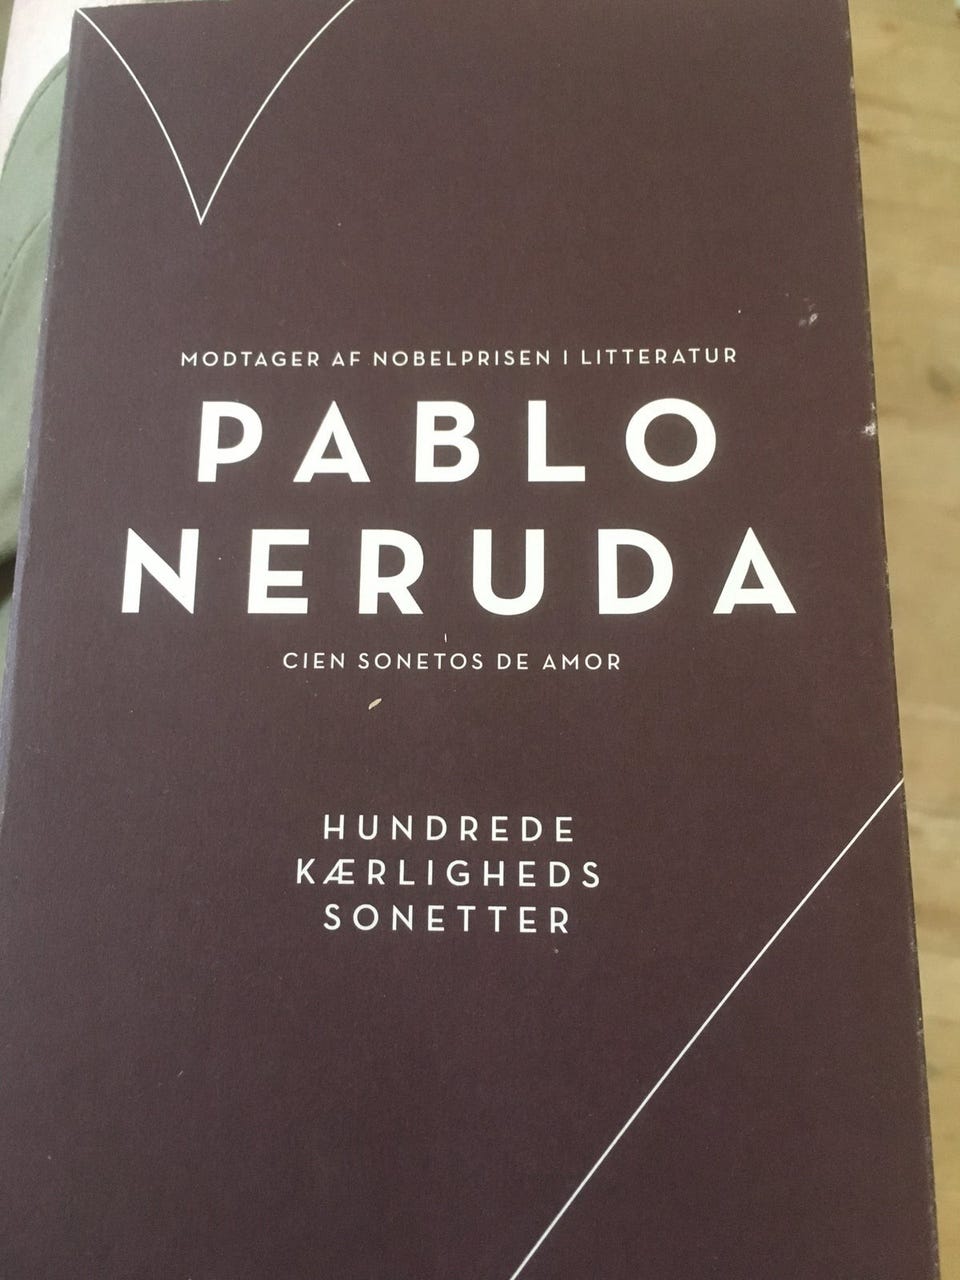 MODTAGER AF NOBELPRISEN I LITTERATUR
PABLO
NERUDA
CIEN SONETOS DE AMOR
HUNDREDE
KÆRLIGHEDS
SONETTER